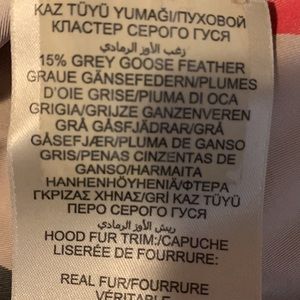 KAZ TÜYÜ YUMAĞI/ПУХОВОЙ
КЛАСТЕР СЕРОГО ГУСЯ
زغب الأوز الرمادي
15% GREY GOOSE FEATHER
GRAUE GÄNSEFEDERN/PLUMES
D'OIE GRISE/PIUMA DI OCA
GRIGIA/GRIJZE GANZENVEREN
GRÅ GÅSFJÄDRAR/GRÅ
GÅSEFJÆR/PLUMA DE GANSO
GRIS/PENAS CINZENTAS DE
GANSO/HARMAITA
HANHENHÖYHENIÄ/ΦΤΕΡΑ
ΓΚΡΙΖΑΣ ΧΗΝΑΣ/GRİ KAZ TÜYÜ
ПЕРО СЕРОГО ГУСЯ
ريش الأوز الرمادي
HOOD FUR TRIM:/CAPUCHE
LISERÉE DE FOURRURE:
REAL FUR/FOURRURE
VÉRITABLE